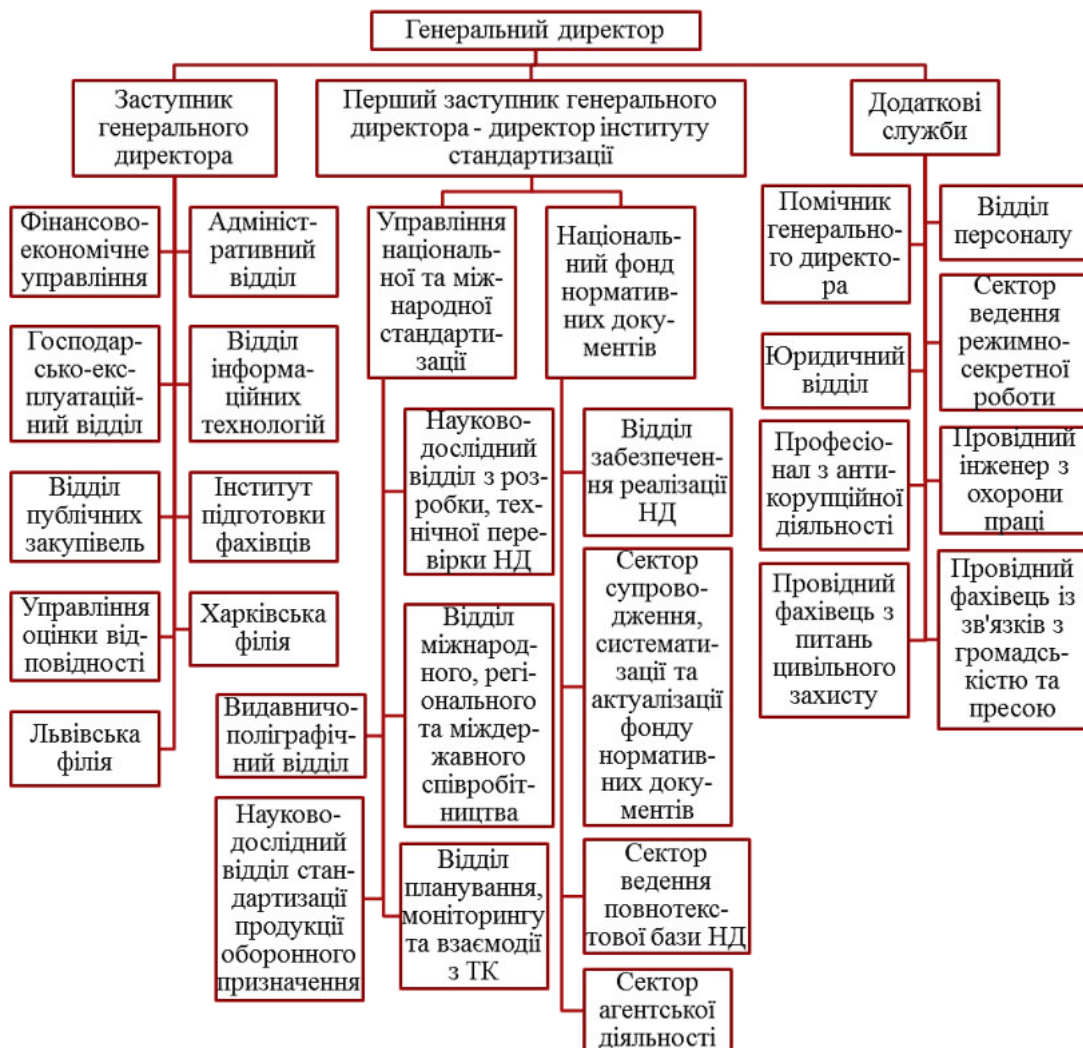 Генеральний директор
Заступник
генерального
директора
Перший заступник генерального
директора - директор інституту
стандартизації
Додаткові
служби
Фінансово-
економічне
управління
Адмініст-
ративний
відділ
Господар-
сько-екс-
плуатацій-
ний відділ
Відділ
інформа-
ційних
технологій
Відділ
публічних
закупівель
Інститут
підготовки
фахівців
Управління
оцінки від-
повідності
Харківська
філія
Львівська
філія
Управління
національ-
ної та між-
народної
стандарти-
зації
Національ-
ний фонд
норматив-
них доку-
ментів
Науково-
дослідний
відділ з роз-
робки, тех-
нічної пере-
вірки НД
Відділ
міжнарод-
ного, регі-
онального
та міждер-
жавного
співробіт-
ництва
Видавничо-
поліграфіч-
ний відділ
Науково-
дослідний
відділ стан-
дартизації
продукції
оборонного
призначення
Відділ
планування,
моніторингу
та взаємодії
з ТК
Відділ
забезпечен-
ня реалізації
НД
Сектор
супрово-
дження,
системати-
зації та
актуалізації
фонду
норматив-
них доку-
ментів
Сектор
ведення
повнотекс-
тової бази НД
Сектор
агентської
діяльності
Помічник
генерально-
го директо-
ра
Відділ
персоналу
Юридичний
відділ
Сектор
ведення
режимно-
секретної
роботи
Професіо-
нал з анти-
корупційної
діяльності
Провідний
інженер з
охорони
праці
Провідний
фахівець з
питань
цивільного
захисту
Провідний
фахівець із
зв'язків з
громадсь-
кістю та
пресою